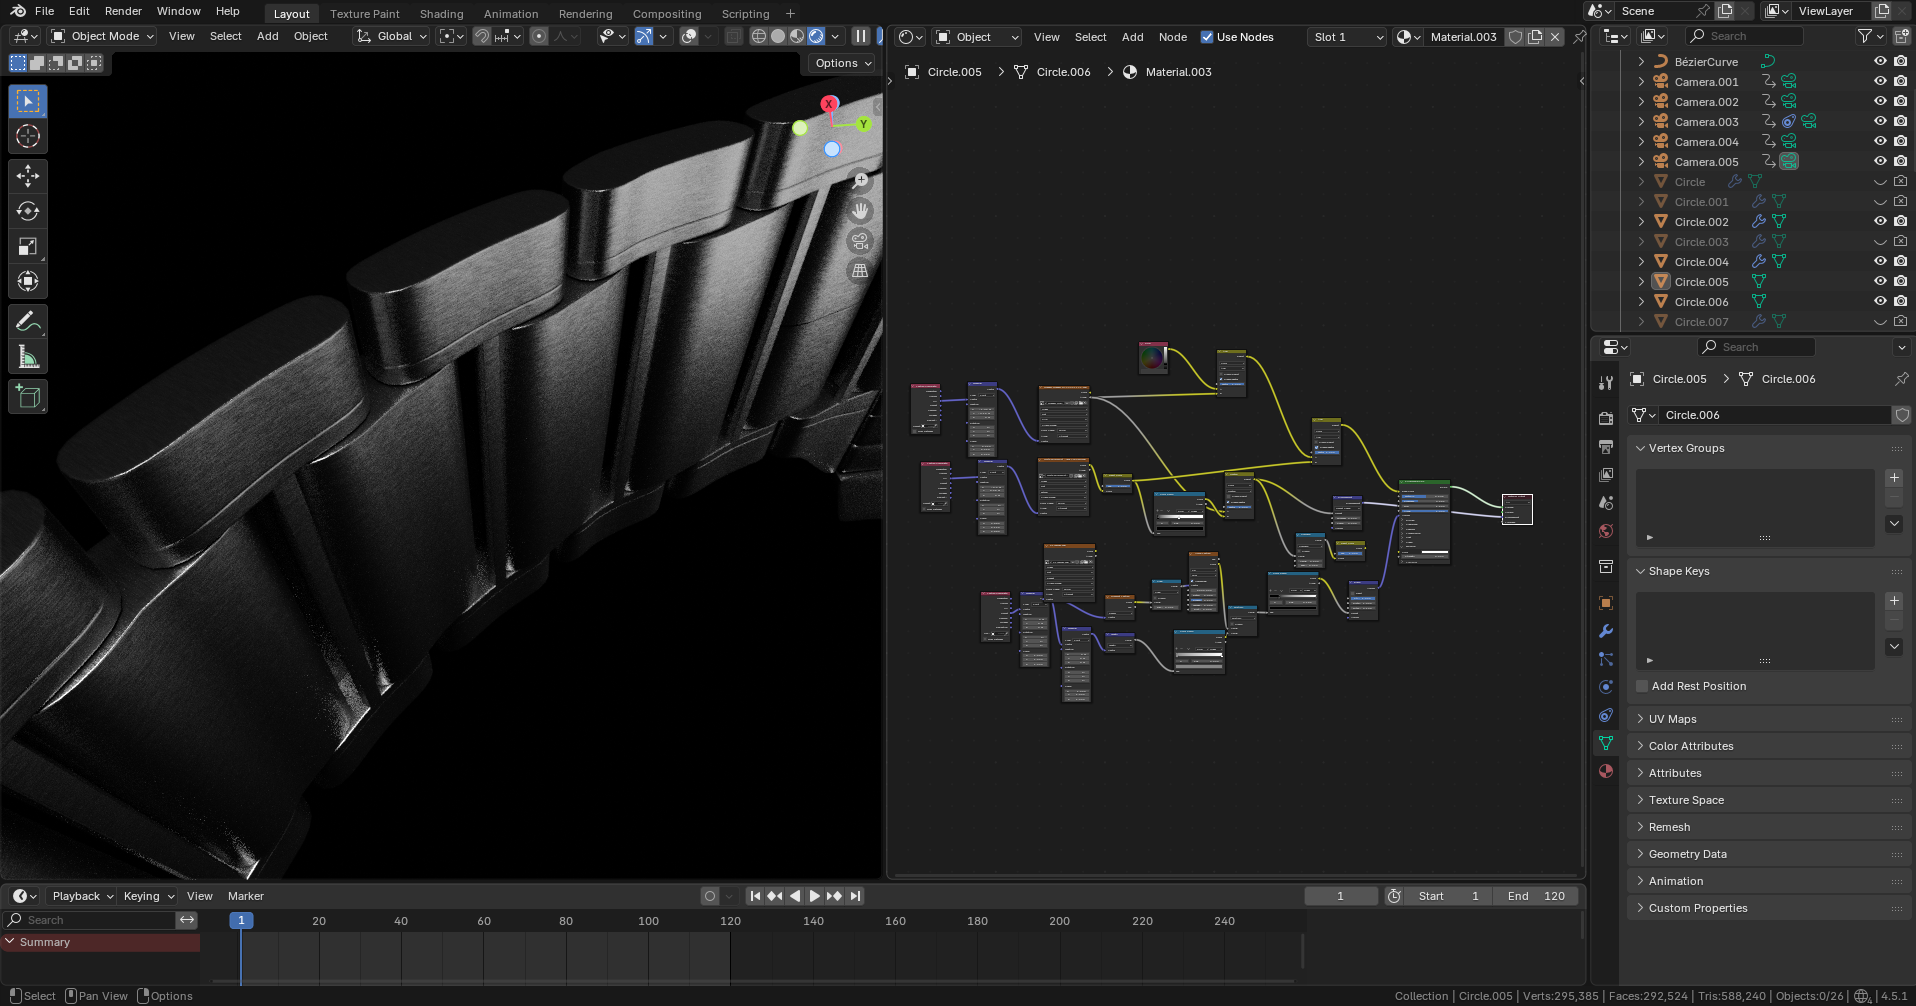 File Edit Render Window Help Layout Texture Paint Shading Animation Rendering Compositing Scripting + Scene ViewLayer
Object Mode View Select Add Object Global Object View Select Add Node Use Nodes Slot 1 Material.003 Search
Options
Circle.005 > Circle.006 > Material.003
X
Y
BézierCurve
Camera.001
Camera.002
Camera.003
Camera.004
Camera.005
Circle
Circle.001
Circle.002
Circle.003
Circle.004
Circle.005
Circle.006
Circle.007
Search
Circle.005 > Circle.006
Circle.006
Vertex Groups
Shape Keys
Add Rest Position
UV Maps
Color Attributes
Attributes
Texture Space
Remesh
Geometry Data
Animation
Custom Properties
Playback Keying View Marker 1 Start 1 End 120
Search 1 20 40 60 80 100 120 140 160 180 200 220 240
Summary
Select Pan View Options Collection | Circle.005 | Verts:295,385 | Faces:292,524 | Tris:588,240 | Objects:0/26 | 4.5.1